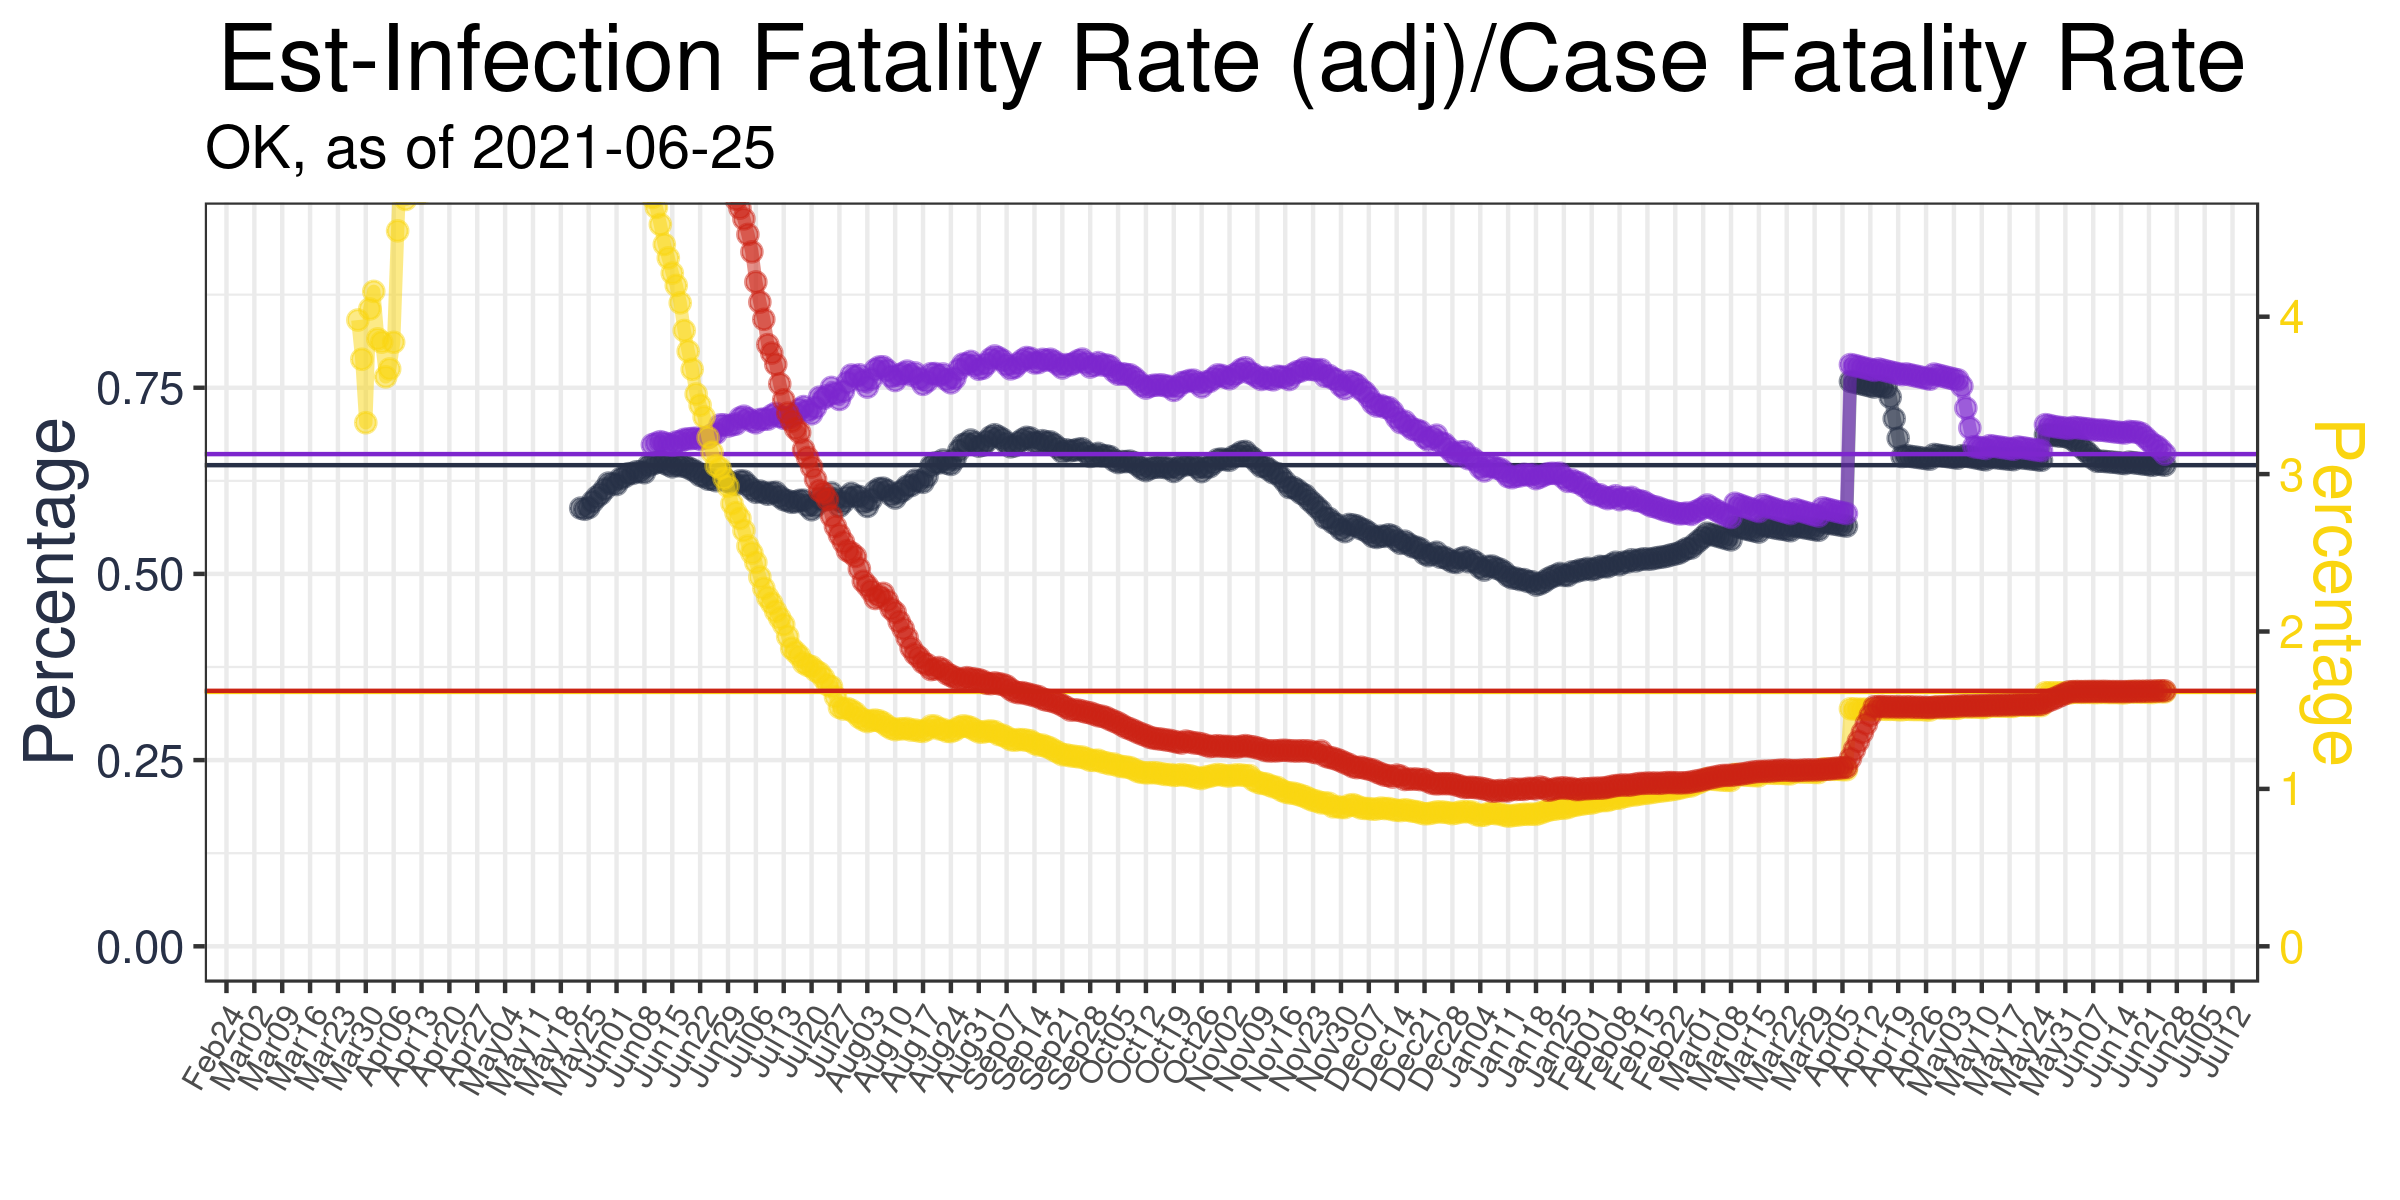 Est-Infection Fatality Rate (adj)/Case Fatality Rate
OK, as of 2021-06-25
Percentage
0.75
0.50
0.25
0.00
4
3
2
1
0
Percentage
Feb24
Mar02
Mar09
Mar16
Mar23
Mar30
Apr06
Apr13
Apr20
Apr27
May04
May11
May18
May25
Jun01
Jun08
Jun15
Jun22
Jun29
Jul06
Jul13
Jul20
Jul27
Aug03
Aug10
Aug17
Aug24
Aug31
Sep07
Sep14
Sep21
Sep28
Oct05
Oct12
Oct19
Oct26
Nov02
Nov09
Nov16
Nov23
Nov30
Dec07
Dec14
Dec21
Dec28
Jan04
Jan11
Jan18
Jan25
Feb01
Feb08
Feb15
Feb22
Mar01
Mar08
Mar15
Mar22
Mar29
Apr05
Apr12
Apr19
Apr26
May03
May10
May17
May24
May31
Jun07
Jun14
Jun21
Jun28
Jul05
Jul12